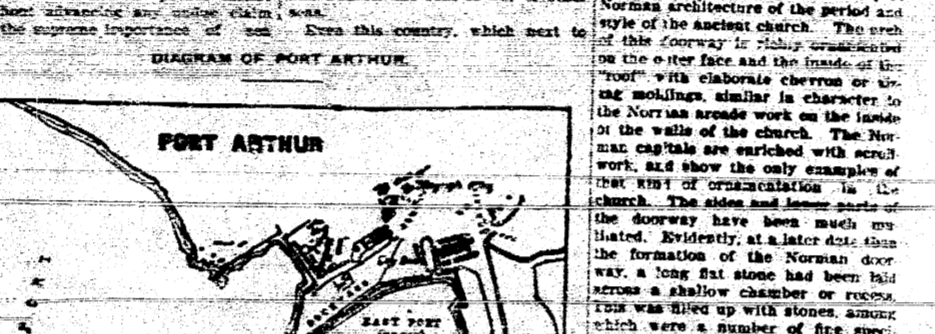 the supreme importance of sea Even this country, which next to
DIAGRAM OF PORT ARTHUR.
PORT ARTHUR
EAST PORT
Norman architecture of the period and
style of the ancient church. The arch
of this doorway is richly ornamented
on the outer face and the inside of the
"roof" with elaborate chevron or zig-
zag moldings, similar in character to
the Norman arcade work on the inside
of the walls of the church. The Nor-
man capitals are enriched with scroll
work, and show the only examples of
that kind of ornamentation in the
church. The sides and lower parts of
the doorway have been much mu-
tilated. Evidently, at a later date than
the formation of the Norman door-
way, a long flat stone had been laid
across a shallow chamber or recess.
This was filled up with stones, among
which were a number of fine speci-